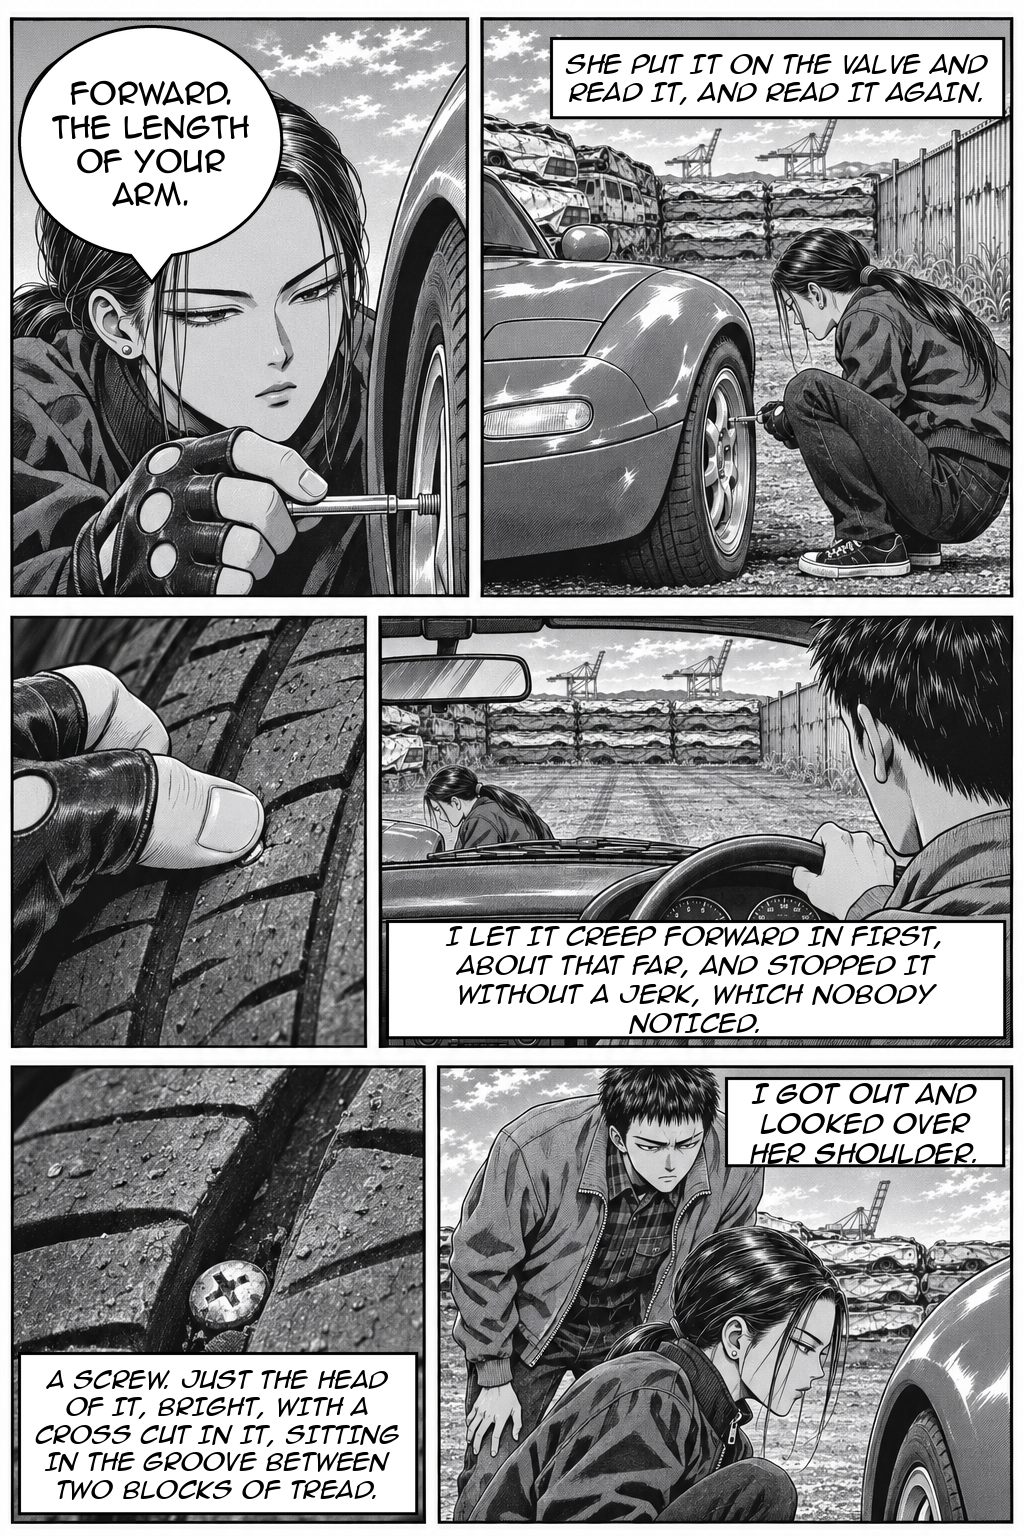 FORWARD.
THE LENGTH
OF YOUR
ARM.
SHE PUT IT ON THE VALVE AND
READ IT, AND READ IT AGAIN.
I LET IT CREEP FORWARD IN FIRST,
ABOUT THAT FAR, AND STOPPED IT
WITHOUT A JERK, WHICH NOBODY
NOTICED.
A SCREW. JUST THE HEAD
OF IT, BRIGHT, WITH A
CROSS CUT IN IT, SITTING
IN THE GROOVE BETWEEN
TWO BLOCKS OF TREAD.
I GOT OUT AND
LOOKED OVER
HER SHOULDER.